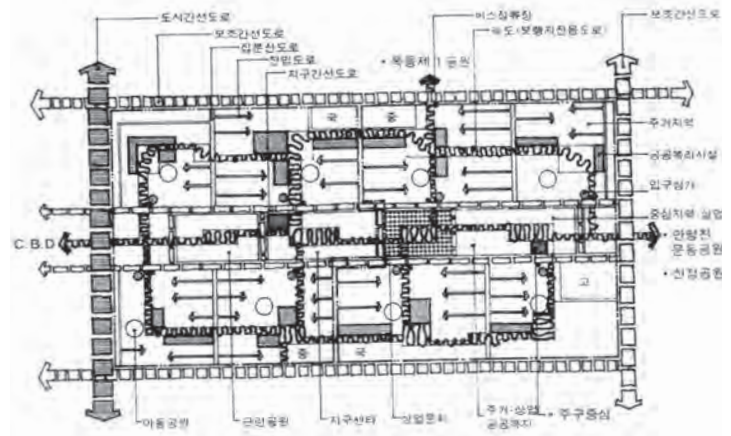 도시간선도로
보조간선도로
집분산도로
진입도로
지구간선도로
버스정류장
녹도(보행자전용도로)
• 목동제1공원
보조간선도로
국
중
주거지역
공공복리시설
입구상가
중심지역·상업
C.B.D
• 안양천
운동공원
• 신정공원
고
중
국
아동공원
근린공원
지구센터
상업문화
주거·상업
공공까지
• 주구중심